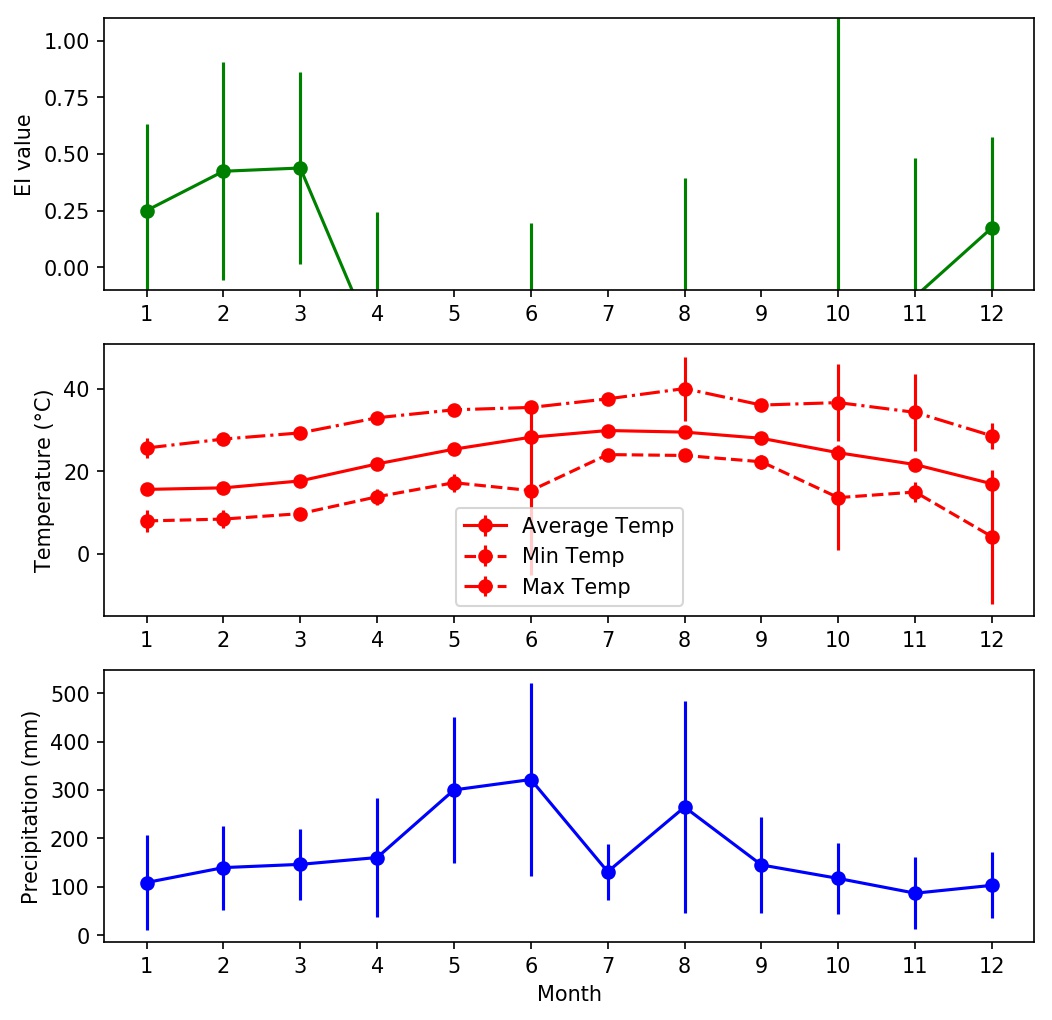 EI value
1.00
0.75
0.50
0.25
0.00
1 2 3 4 5 6 7 8 9 10 11 12
Temperature (°C)
40
20
0
Average Temp
Min Temp
Max Temp
1 2 3 4 5 6 7 8 9 10 11 12
Precipitation (mm)
500
400
300
200
100
0
1 2 3 4 5 6 7 8 9 10 11 12
Month